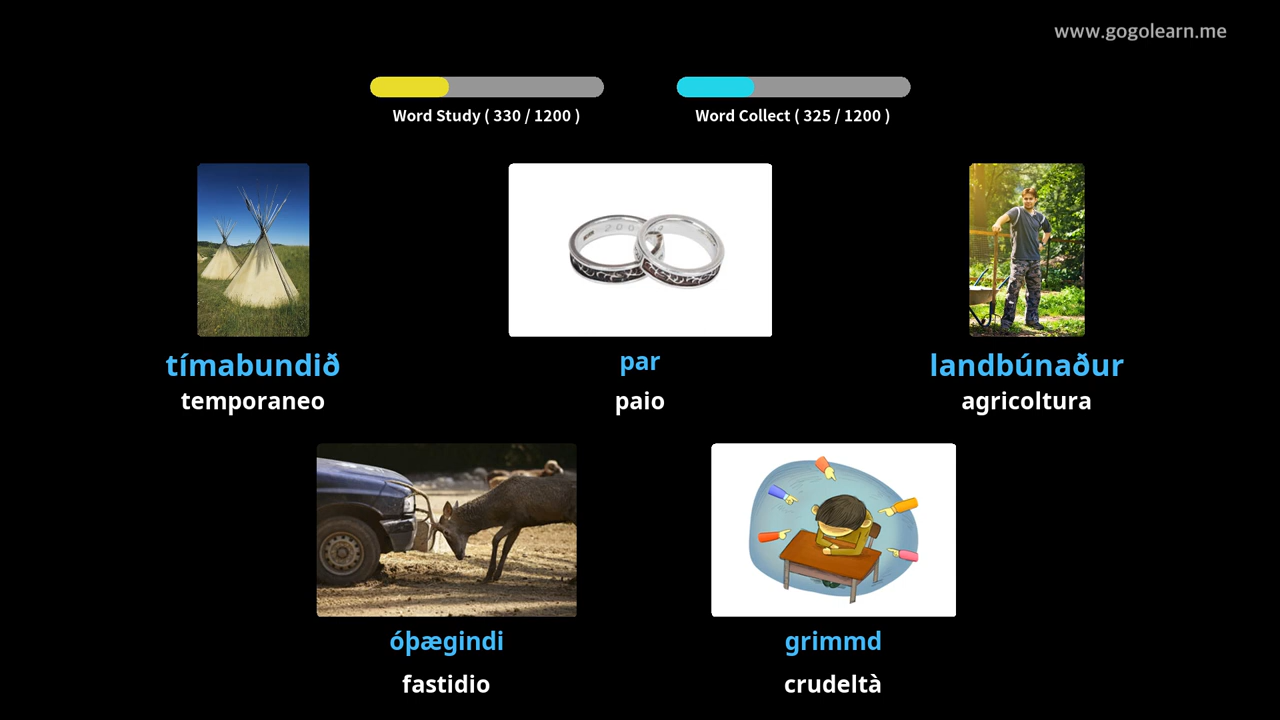 www.gogolearn.me
Word Study ( 330 / 1200 )
Word Collect ( 325 / 1200 )
tímabundið
temporaneo
par
paio
landbúnaður
agricoltura
óþægindi
fastidio
grimmd
crudeltà